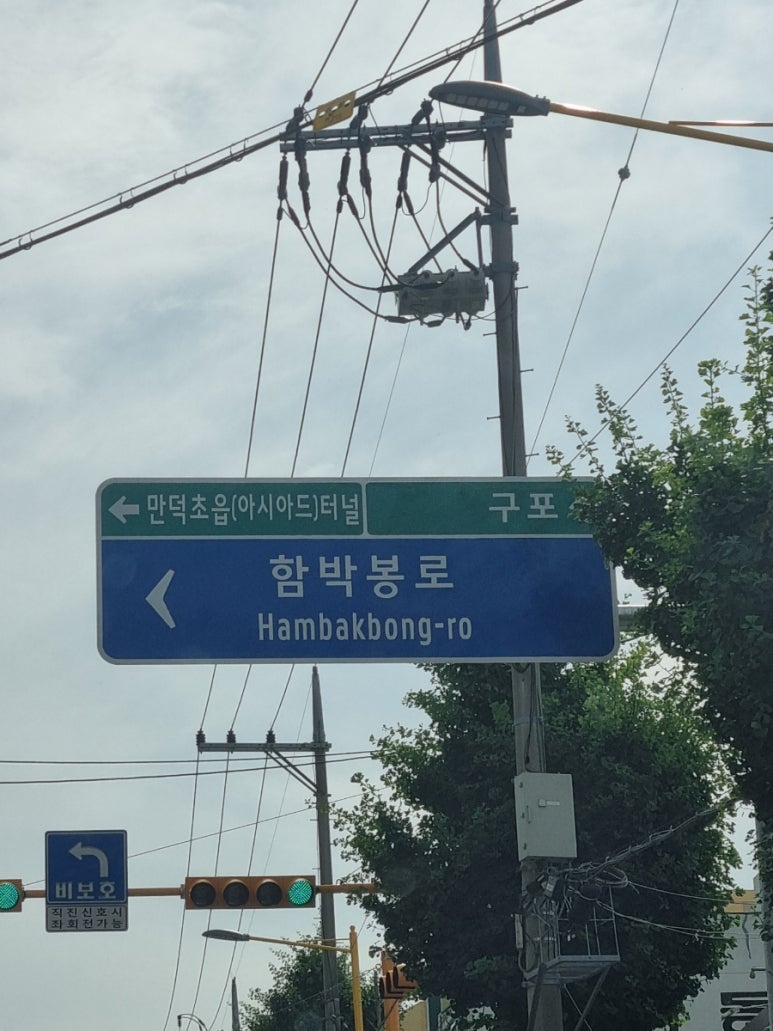 ← 만덕초읍(아시아드)터널
구포
함박봉로
Hambakbong-ro
비보호
직진신호시
좌회전가능